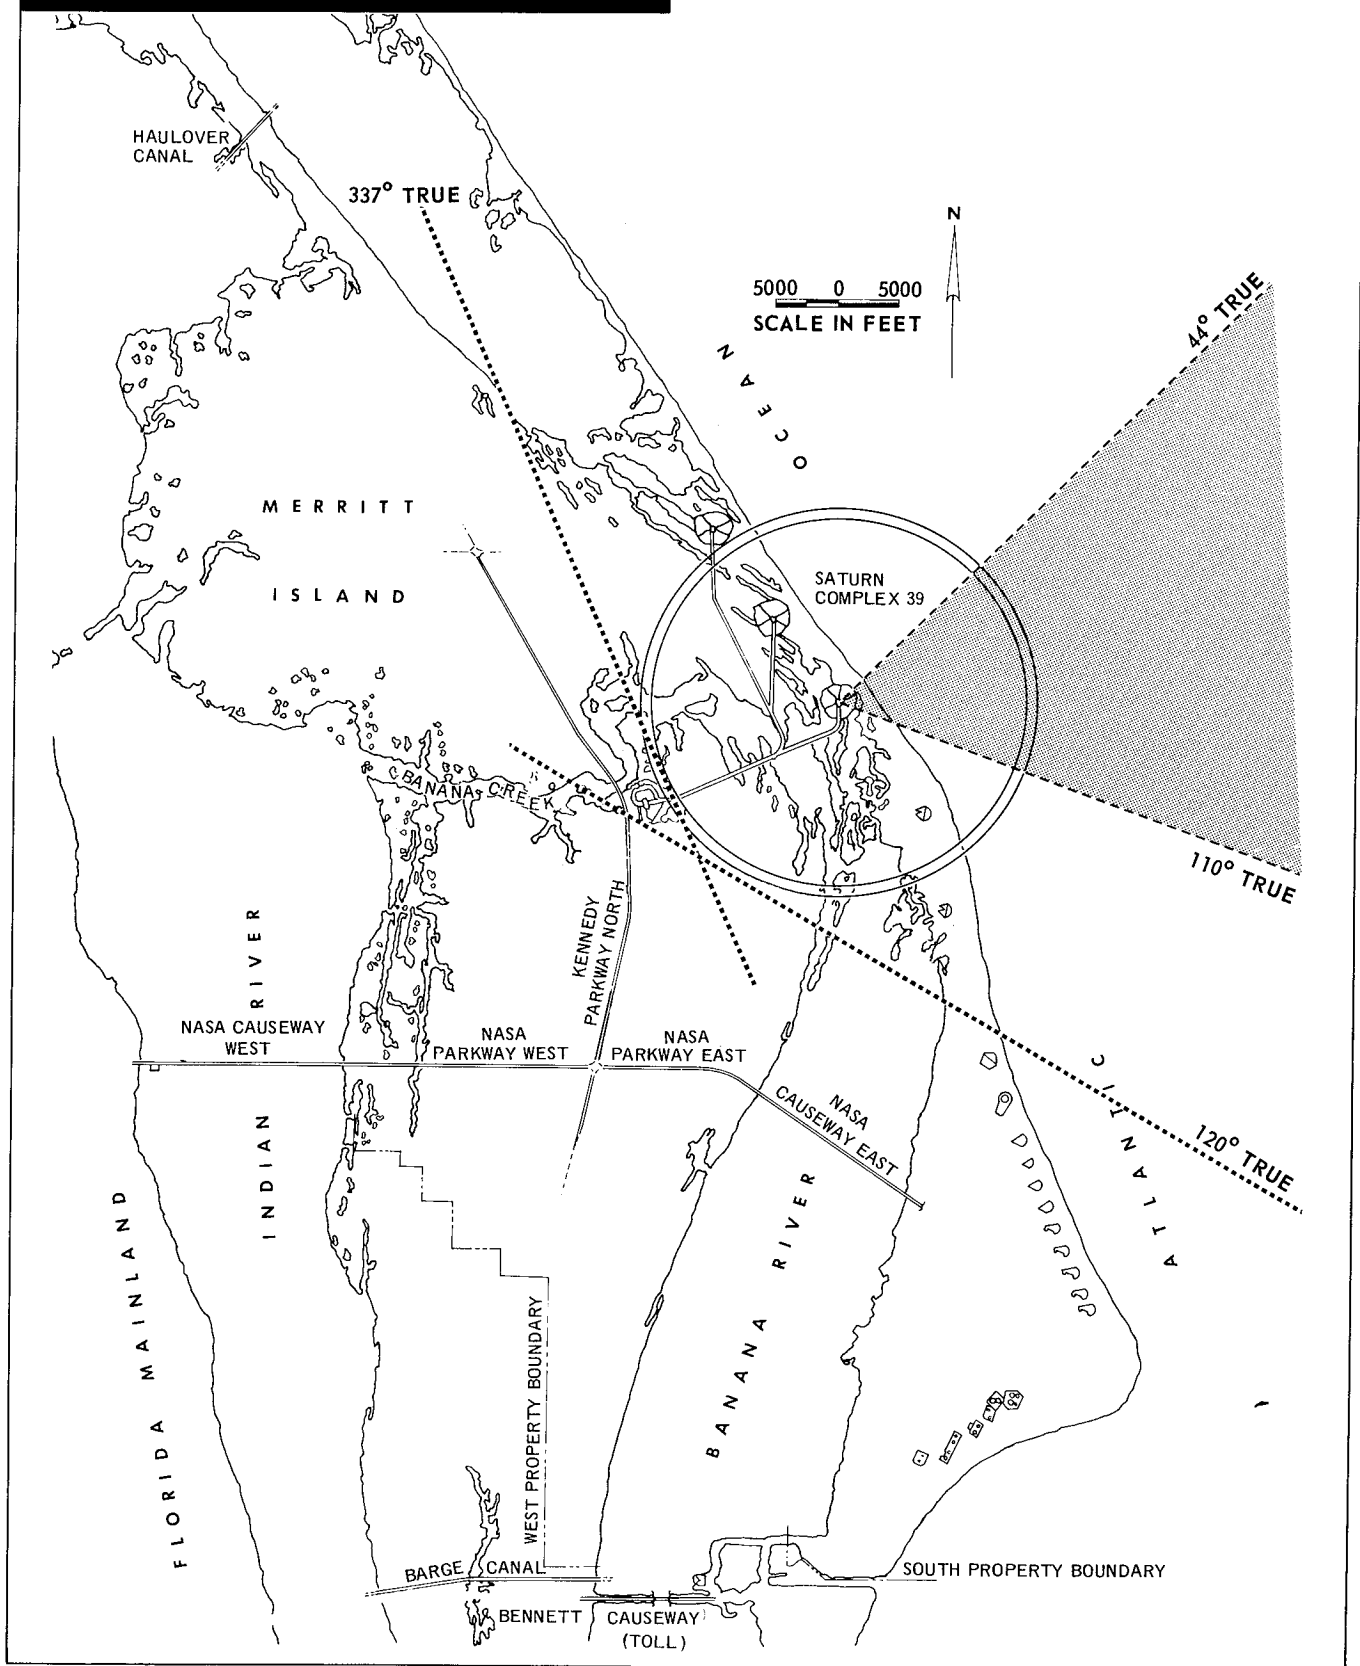 HAULOVER
CANAL
337° TRUE
N
5000 0 5000
SCALE IN FEET
44° TRUE
OCEAN
MERRITT
ISLAND
SATURN
COMPLEX 39
BANANA CREEK
110° TRUE
KENNEDY
PARKWAY NORTH
RIVER
INDIAN
NASA CAUSEWAY
WEST
NASA
PARKWAY WEST
NASA
PARKWAY EAST
NASA
CAUSEWAY EAST
ATLANTIC
120° TRUE
FLORIDA MAINLAND
BANANA RIVER
WEST PROPERTY BOUNDARY
BARGE CANAL
SOUTH PROPERTY BOUNDARY
BENNETT CAUSEWAY
(TOLL)